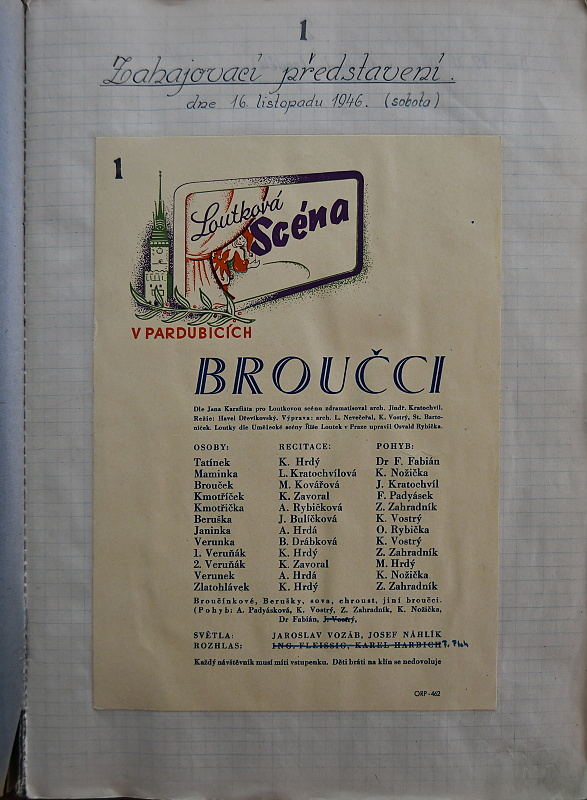 1
Zahajovací představení.
dne 16. listopadu 1946. (sobota)
1
Loutková
Scéna
V PARDUBICÍCH
BROUČCI
Dle Jana Karafiáta pro Loutkovou scénu zdramatisoval arch. Jindř. Kratochvíl.
Režie: Havel Dřevikovský. Výprava: arch. L. Nevečeřal, K. Vostrý, St. Barto-
níček. Loutky dle Umělecké scény Říše Loutek v Praze upravil Osvald Rybička.
OSOBY: RECITACE: POHYB:
Tatínek K. Hrdý Dr F. Fabián
Maminka L. Kratochvílová K. Nožička
Brouček M. Kovářová J. Kratochvíl
Kmotříček K. Zavoral F. Padyásek
Kmotřička A. Rybičková Z. Zahradník
Beruška J. Bulíčková K. Vostrý
Janinka A. Hrdá O. Rybička
Verunka B. Drábková K. Vostrý
1. Veruňák K. Hrdý Z. Zahradník
2. Veruňák K. Zavoral M. Hrdý
Verunek A. Hrdá K. Nožička
Zlatohlávek K. Hrdý Z. Zahradník
Broučínkové, Berušky, sova, chroust, jiní broučci.
(Pohyb: A. Padyásková, K. Vostrý, Z. Zahradník, K. Nožička,
Dr Fabián, J. Vostrý,
SVĚTLA: JAROSLAV VOZÁB, JOSEF NÁHLÍK
ROZHLAS: ING. FLEISSIG, KAREL HARBICH
Každý návštěvník musí míti vstupenku. Děti bráti na klín se nedovoluje
ORP - 462